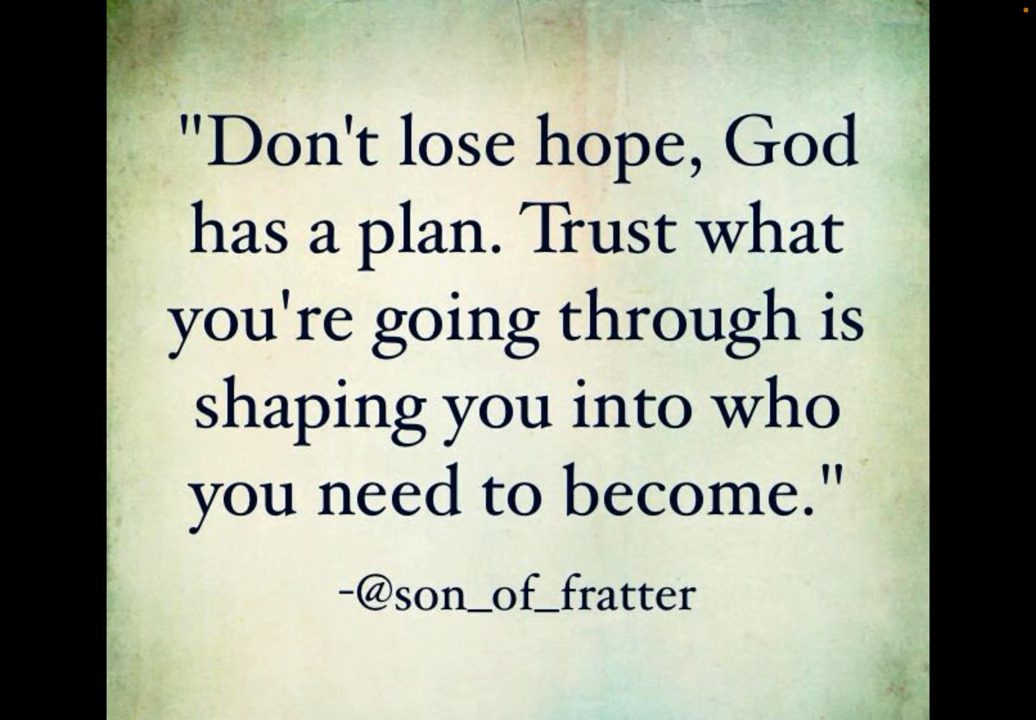 "Don't lose hope, God
has a plan. Trust what
you're going through is
shaping you into who
you need to become."
-@son_of_fratter